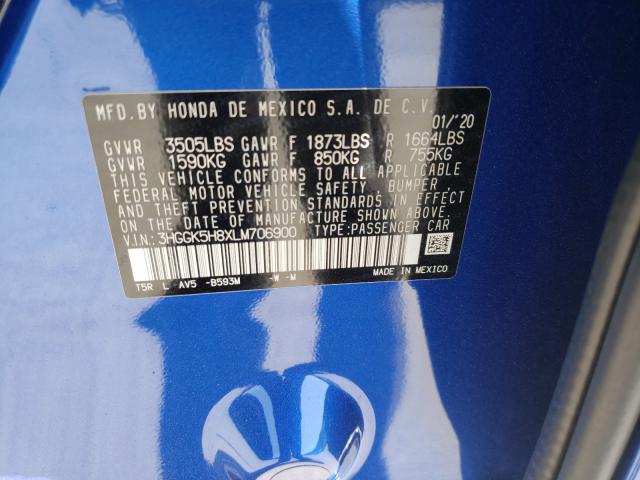 MFD. BY HONDA DE MEXICO S.A. DE C.V.
01/'20
GVWR 3505LBS GAWR F 1873LBS R 1664LBS
GVWR 1590KG GAWR F 850KG R 755KG
THIS VEHICLE CONFORMS TO ALL APPLICABLE
FEDERAL MOTOR VEHICLE SAFETY, BUMPER,
AND THEFT PREVENTION STANDARDS IN EFFECT
ON THE DATE OF MANUFACTURE SHOWN ABOVE.
V.I.N.: 3HGGK5H8XLM706900 TYPE:PASSENGER CAR
MADE IN MEXICO
T5R L AV5 -B593M -W -M